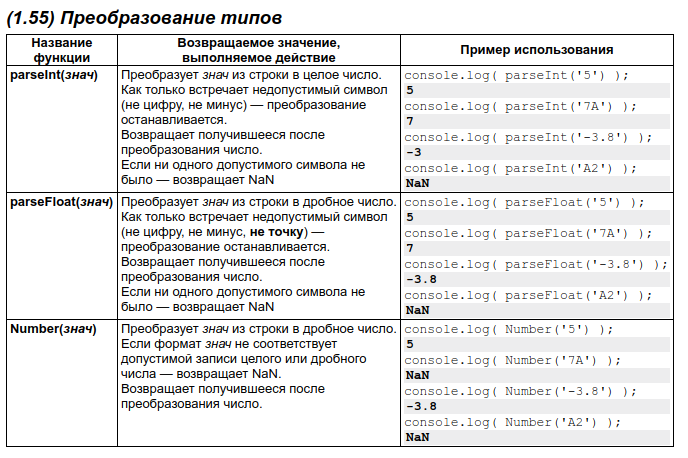 (1.55) Преобразование типов
Название
функции
Возвращаемое значение,
выполняемое действие
Пример использования
parseInt(знач)
Преобразует знач из строки в целое число.
Как только встречает недопустимый символ
(не цифру, не минус) — преобразование
останавливается.
Возвращает получившееся после
преобразования число.
Если ни одного допустимого символа не
было — возвращает NaN
console.log( parseInt('5') );
5
console.log( parseInt('7A') );
7
console.log( parseInt('-3.8') );
-3
console.log( parseInt('A2') );
NaN
parseFloat(знач)
Преобразует знач из строки в дробное число.
Как только встречает недопустимый символ
(не цифру, не минус, не точку) —
преобразование останавливается.
Возвращает получившееся после
преобразования число.
Если ни одного допустимого символа не
было — возвращает NaN
console.log( parseFloat('5') );
5
console.log( parseFloat('7A') );
7
console.log( parseFloat('-3.8') );
-3.8
console.log( parseFloat('A2') );
NaN
Number(знач)
Преобразует знач из строки в дробное число.
Если формат знач не соответствует
допустимой записи целого или дробного
числа — возвращает NaN.
Возвращает получившееся после
преобразования число.
console.log( Number('5') );
5
console.log( Number('7A') );
NaN
console.log( Number('-3.8') );
-3.8
console.log( Number('A2') );
NaN